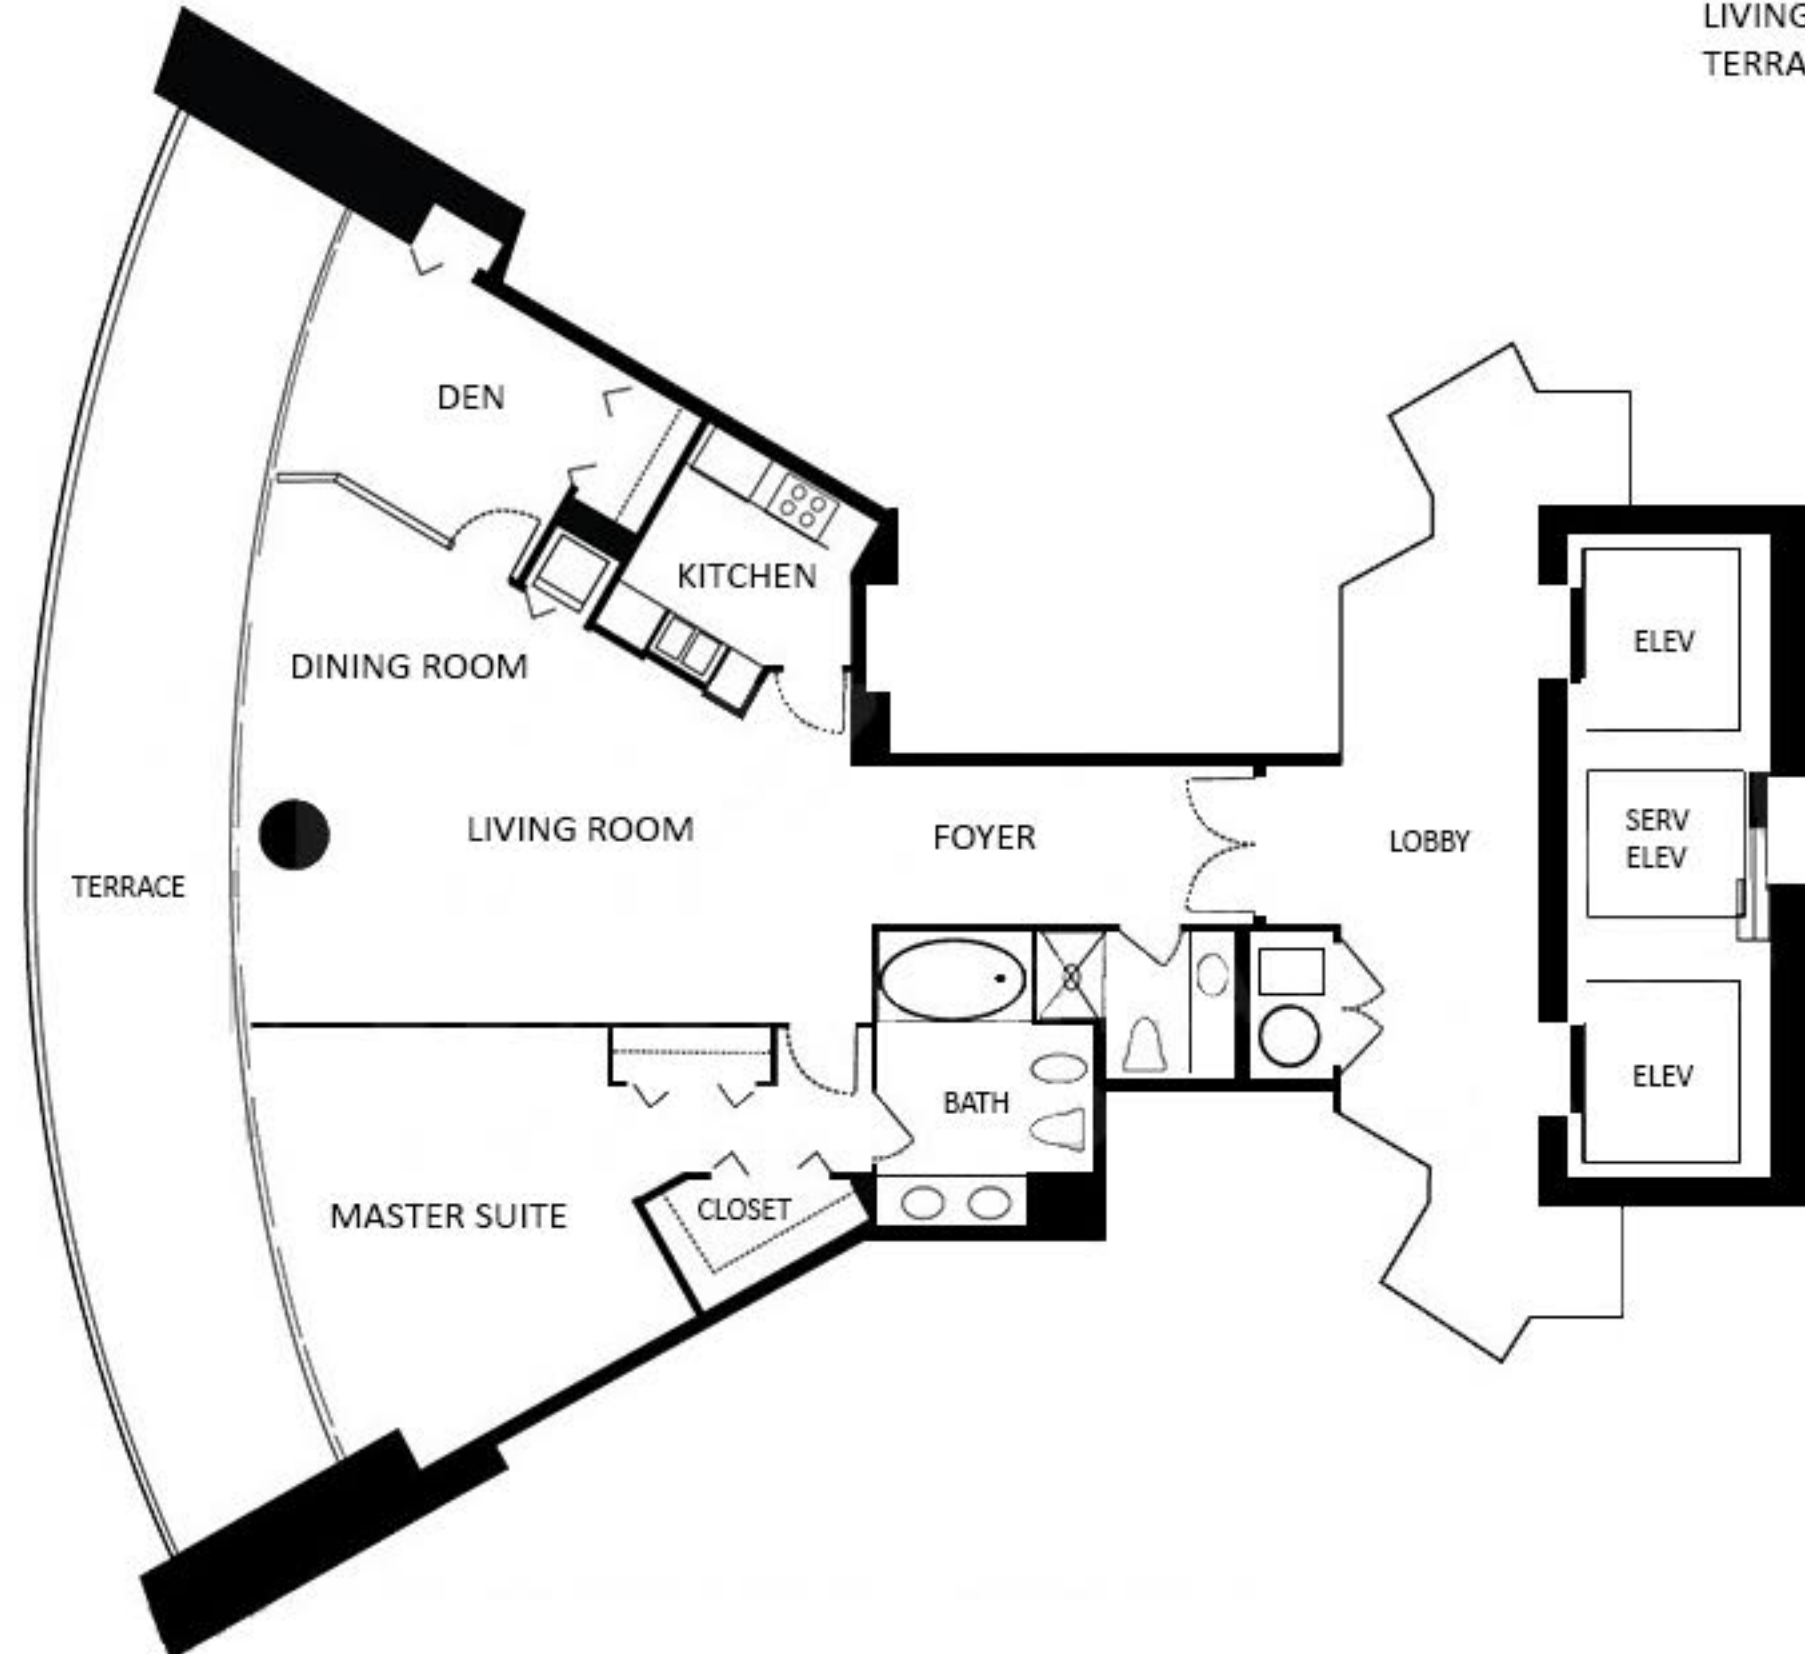 LIVING
TERRA
DEN
KITCHEN
ELEV
DINING ROOM
LIVING ROOM
FOYER
LOBBY
SERV
ELEV
TERRACE
BATH
ELEV
MASTER SUITE
CLOSET